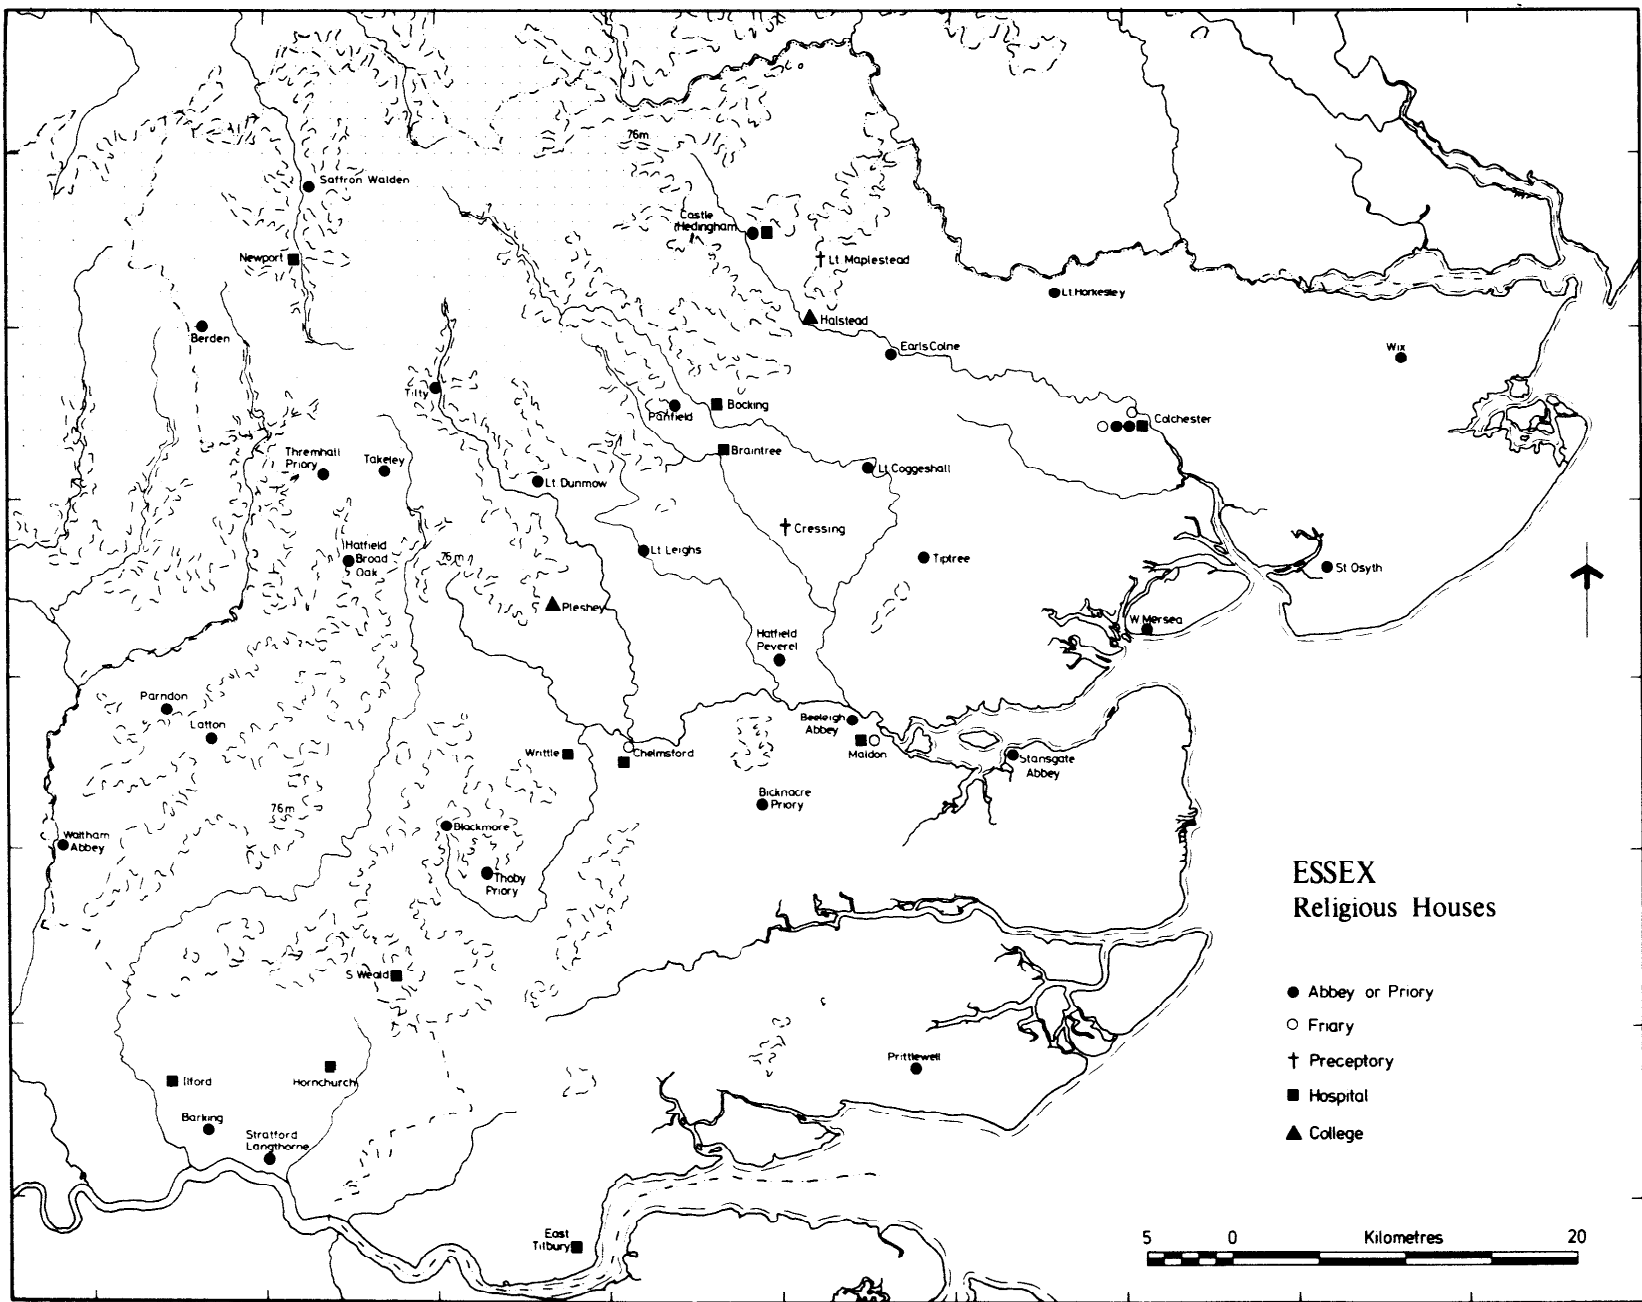 76m
Saffron Walden
Castle
Hedingham
Newport
Lt Maplestead
Lt Horkesley
Halstead
Berden
Earls Colne
Wix
Tilty
Panfield
Bocking
Colchester
Braintree
Thremhall
Priory
Takeley
Lt Coggeshall
Lt Dunmow
Cressing
Hatfield
Broad
Oak
76m
Lt Leighs
Tiptree
St Osyth
Pleshey
W Mersea
Hatfield
Peverel
Parndon
Latton
Beeleigh
Abbey
Writtle
Chelmsford
Maldon
Stansgate
Abbey
Bicknacre
Priory
76m
Blackmore
Waltham
Abbey
Thoby
Priory
ESSEX
Religious Houses
S Weald
Abbey or Priory
Friary
Prittlewell
Preceptory
Ilford
Hornchurch
Hospital
Barking
Stratford
Langthorne
College
East
Tilbury
5 0 Kilometres 20